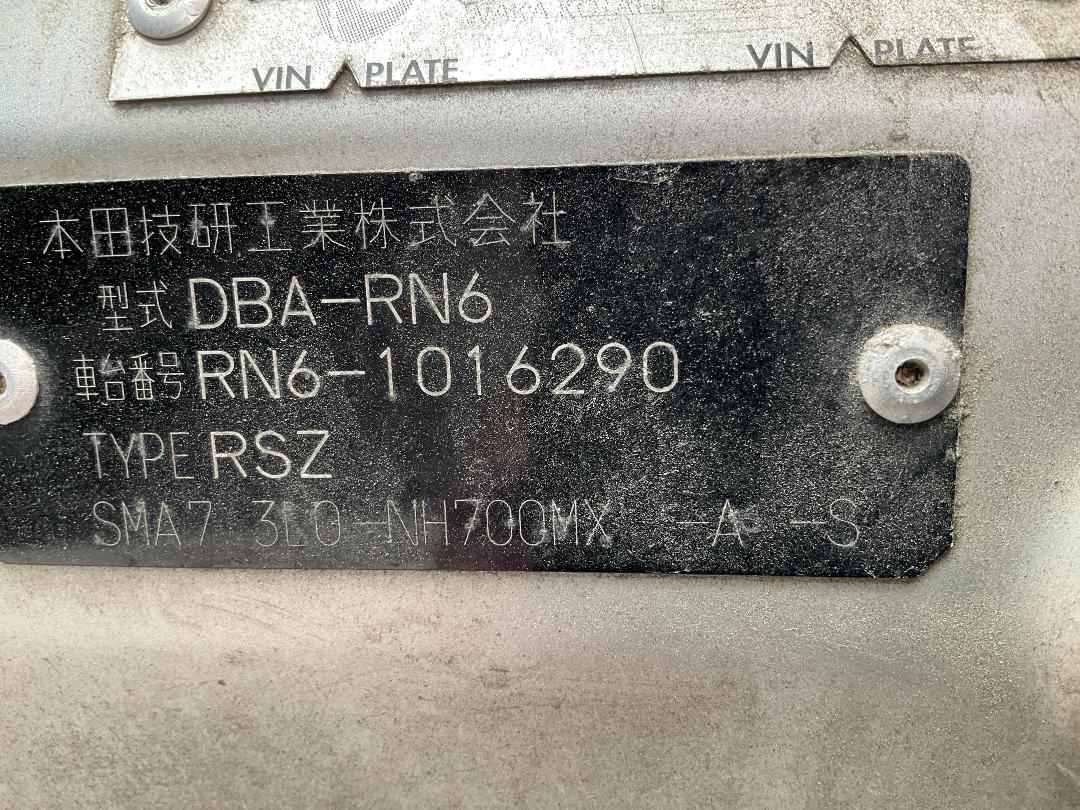 VIN PLATE VIN PLATE
本田技研工業株式会社
型式 DBA-RN6
車台番号 RN6-1016290
TYPE RSZ
SMA7 3L0-NH700MX -A -S